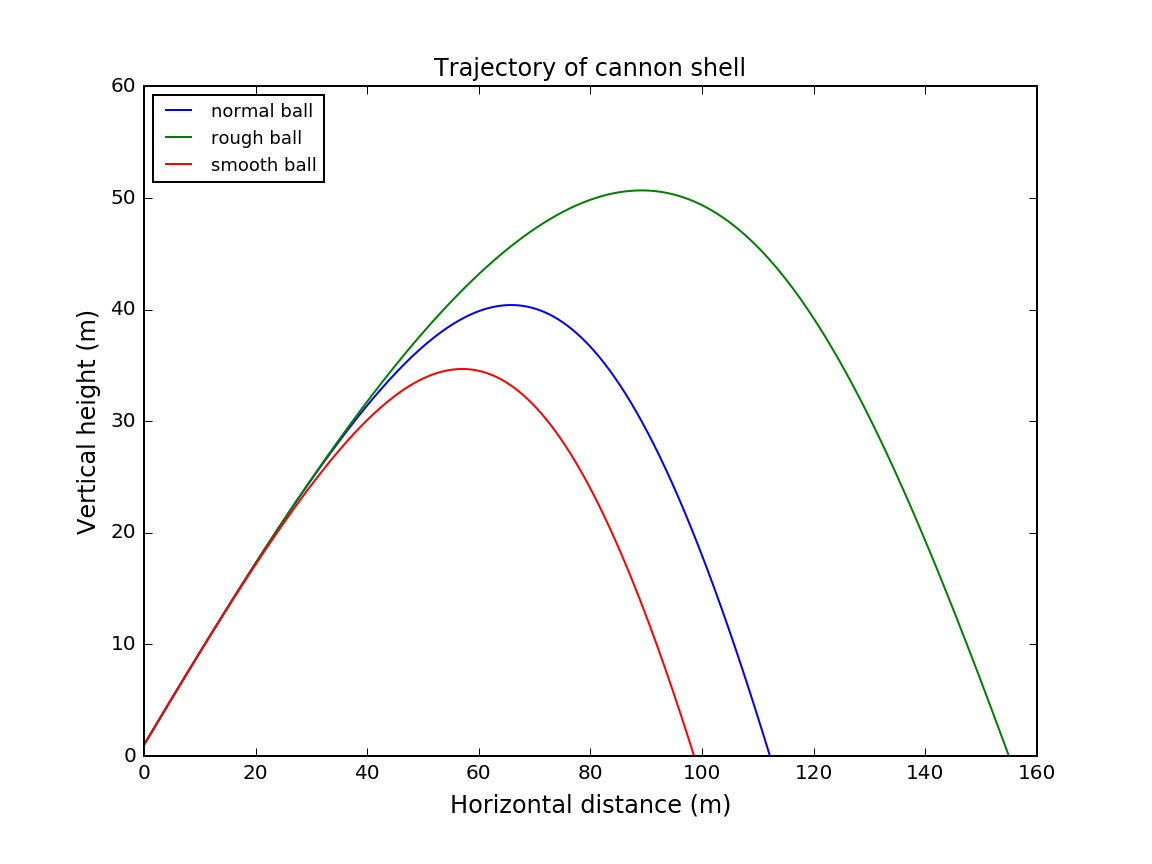 Trajectory of cannon shell
60
normal ball
rough ball
smooth ball
50
40
30
20
10
0
Vertical height (m)
0 20 40 60 80 100 120 140 160
Horizontal distance (m)